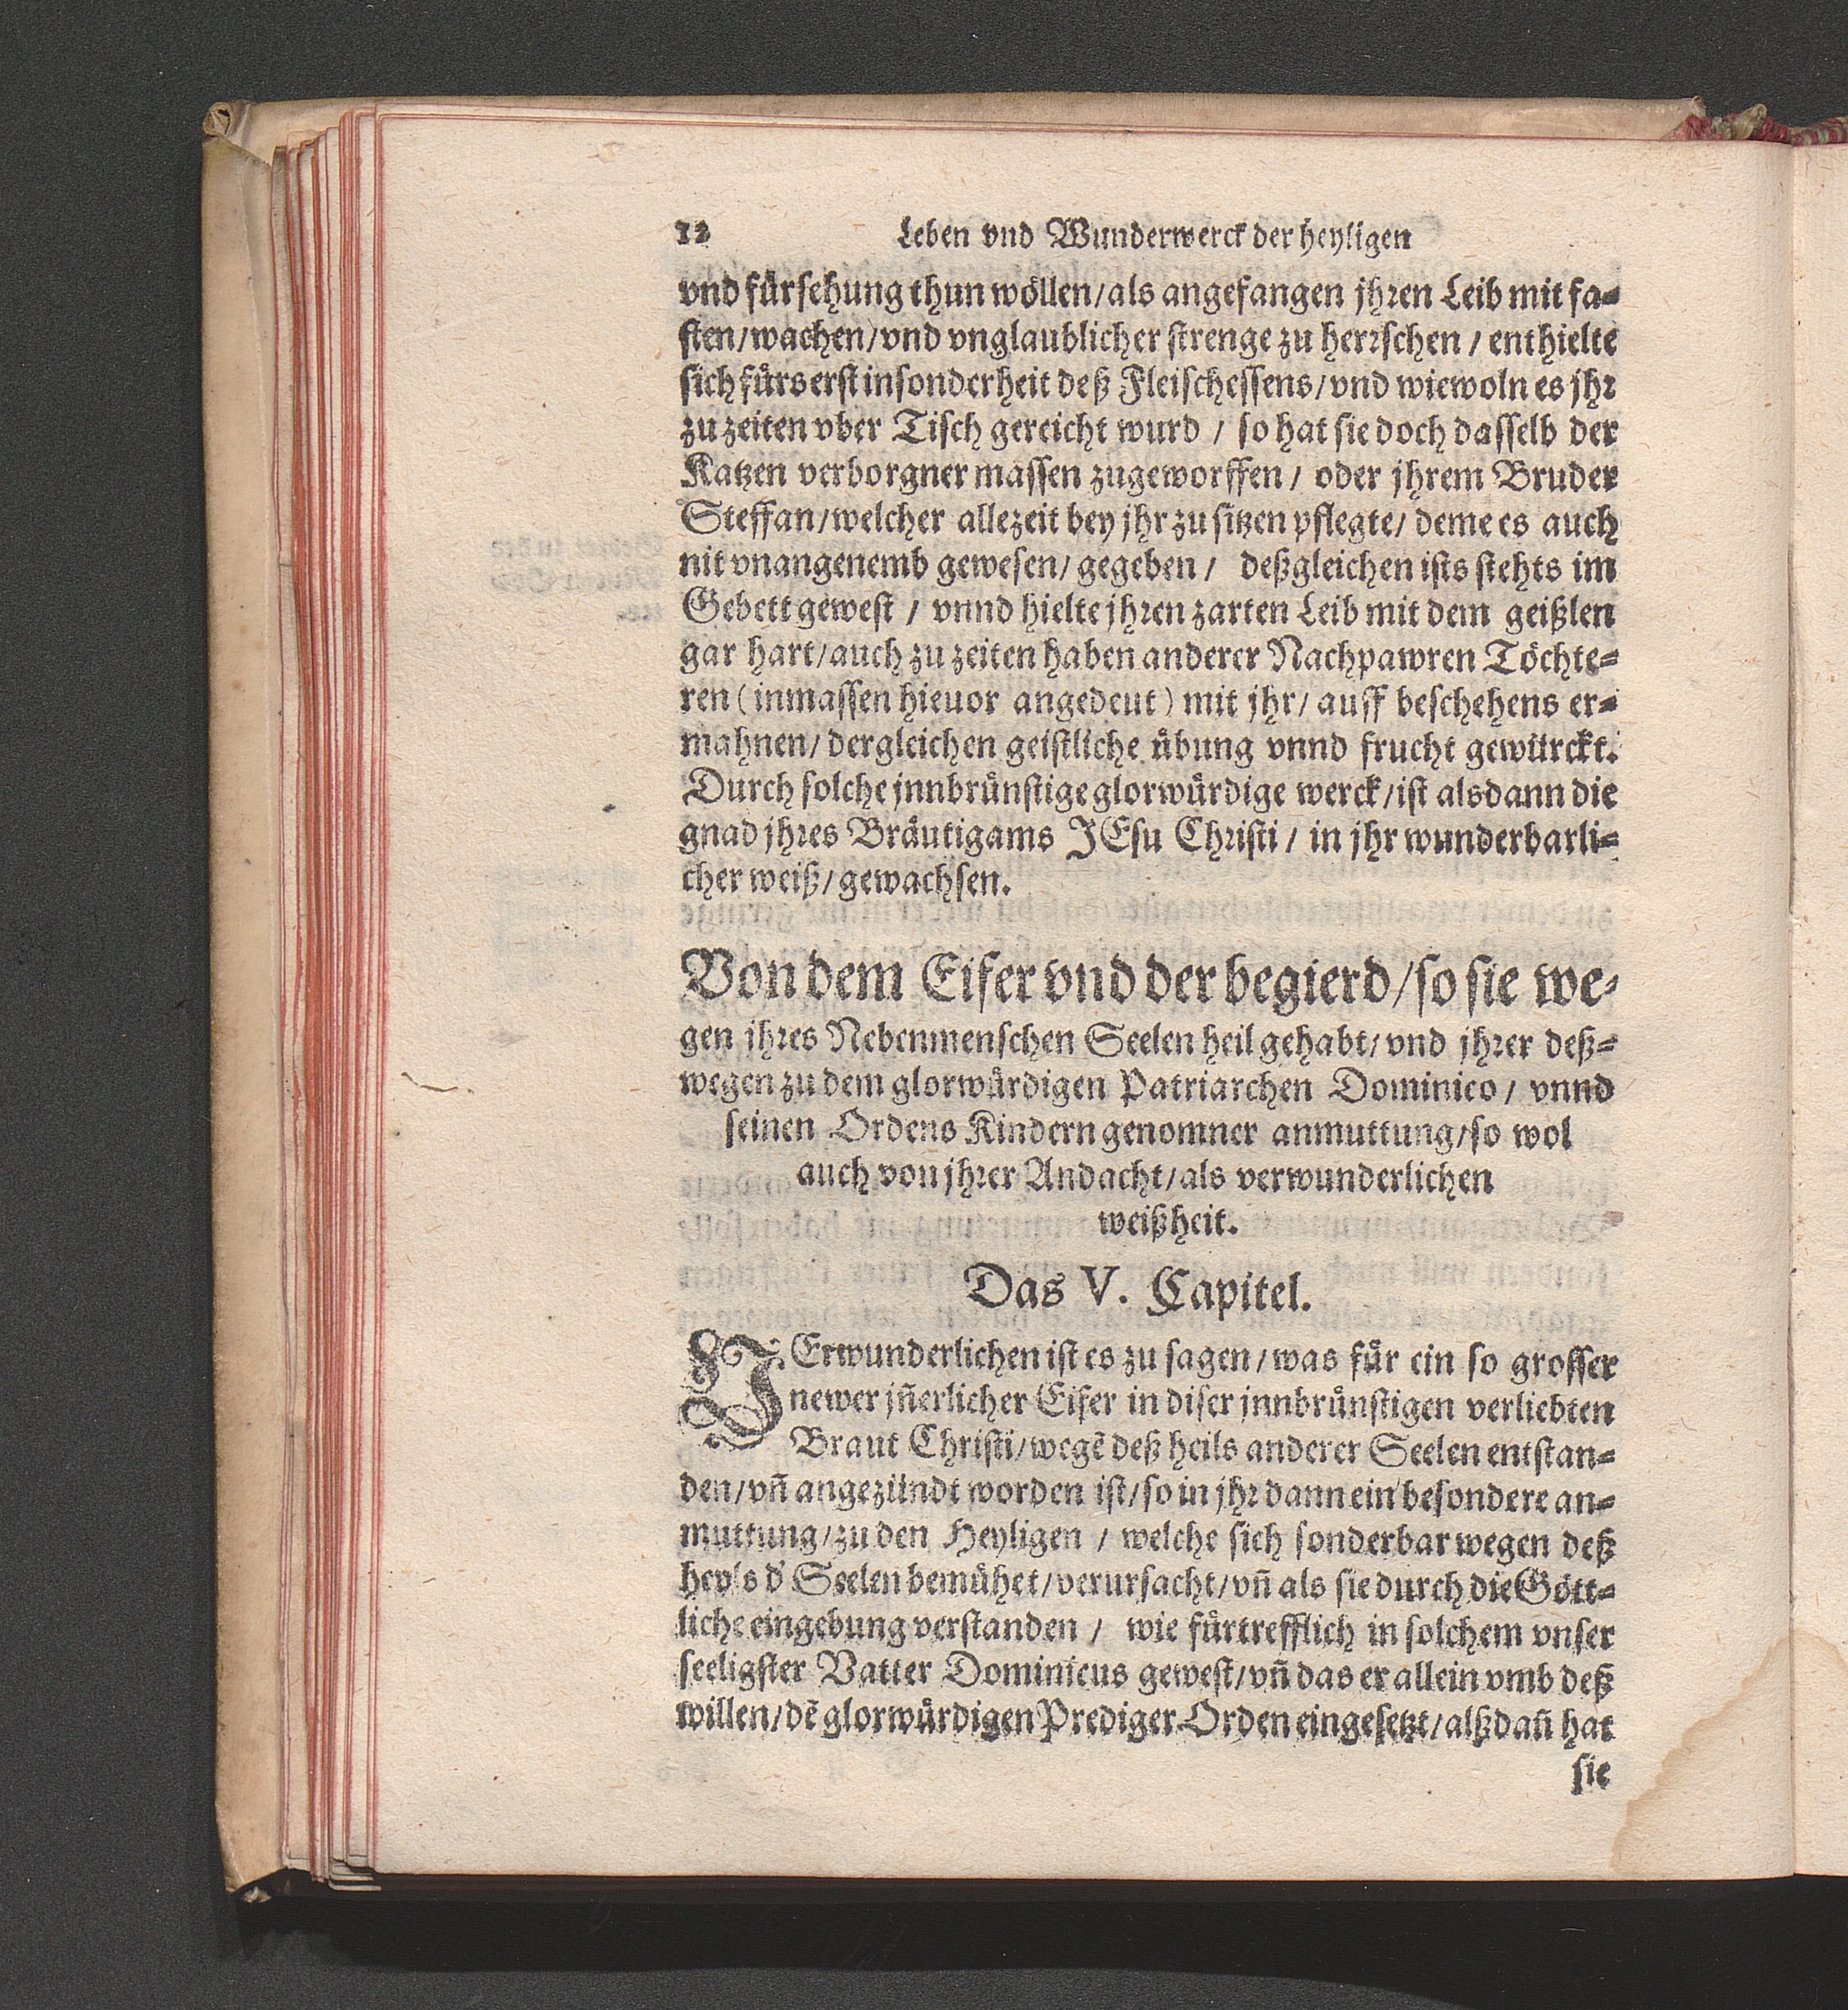 12 Leben vnd Wunderwerck der heyligen
vnd fürsehung thun wöllen/als angefangen jhren Leib mit fa-
sten/wachen/vnd vnglaublicher strenge zu herrschen / enthielte
sich fürs erst insonderheit deß Fleischessens/vnd wiewoln es jhr
zu zeiten vber Tisch gereicht wurd / so hat sie doch dasselb der
Katzen verborgner massen zugeworffen / oder jhrem Bruder
Steffan/welcher allezeit bey jhr zu sitzen pflegte/ deme es auch
nit vnangenemb gewesen/ gegeben / deßgleichen ists stehts im
Gebett gewest / vnnd hielte jhren zarten Leib mit dem geißlen
gar hart/auch zu zeiten haben anderer Nachpawren Töchte-
ren (inmassen hieuor angedeut) mit jhr/ auff beschehens er-
mahnen/ dergleichen geistliche übung vnnd frucht gewürckt.
Durch solche jnnbrünstige glorwürdige werck/ist alsdann die
gnad jhres Bräutigams JEsu Christi / in jhr wunderbarli-
cher weiß/gewachsen.
Von dem Eifer vnd der begierd/so sie we-
gen jhres Nebenmenschen Seelen heil gehabt/ vnd jhrer deß-
wegen zu dem glorwürdigen Patriarchen Dominico / vnnd
seinen Ordens Kindern genomner anmuttung/so wol
auch von jhrer Andacht/als verwunderlichen
weißheit.
Das V. Capitel.
VErwunderlichen ist es zu sagen/was für ein so grosser
newer jñerlicher Eifer in diser jnnbrünstigen verliebten
Braut Christi/wegẽ deß heils anderer Seelen entstan-
den/vñ angezündt worden ist/so in jhr dann ein besondere an-
muttung/zu den Heyligen / welche sich sonderbar wegen deß
heyls d' Seelen bemühet/verursacht/vñ als sie durch die Gött-
liche eingebung verstanden / wie fürtrefflich in solchem vnser
seeligster Vatter Dominicus gewest/vñ das er allein vmb deß
willen/dẽ glorwürdigen Prediger Orden eingesetzt/alßdañ hat
sie